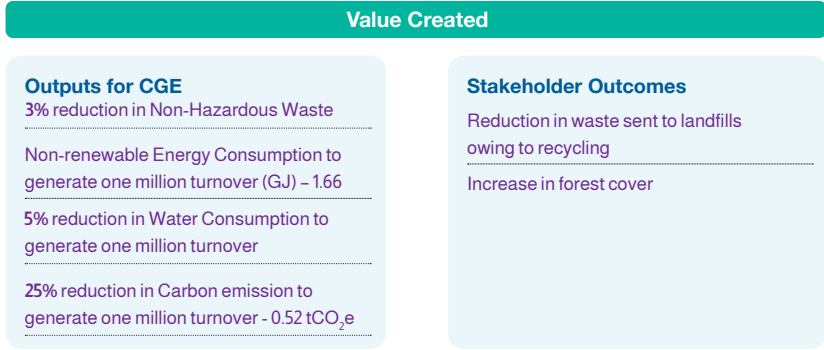 Value Created
Outputs for CGE
3% reduction in Non-Hazardous Waste
Non-renewable Energy Consumption to
generate one million turnover (GJ) – 1.66
5% reduction in Water Consumption to
generate one million turnover
25% reduction in Carbon emission to
generate one million turnover - 0.52 tCO₂e
Stakeholder Outcomes
Reduction in waste sent to landfills
owing to recycling
Increase in forest cover